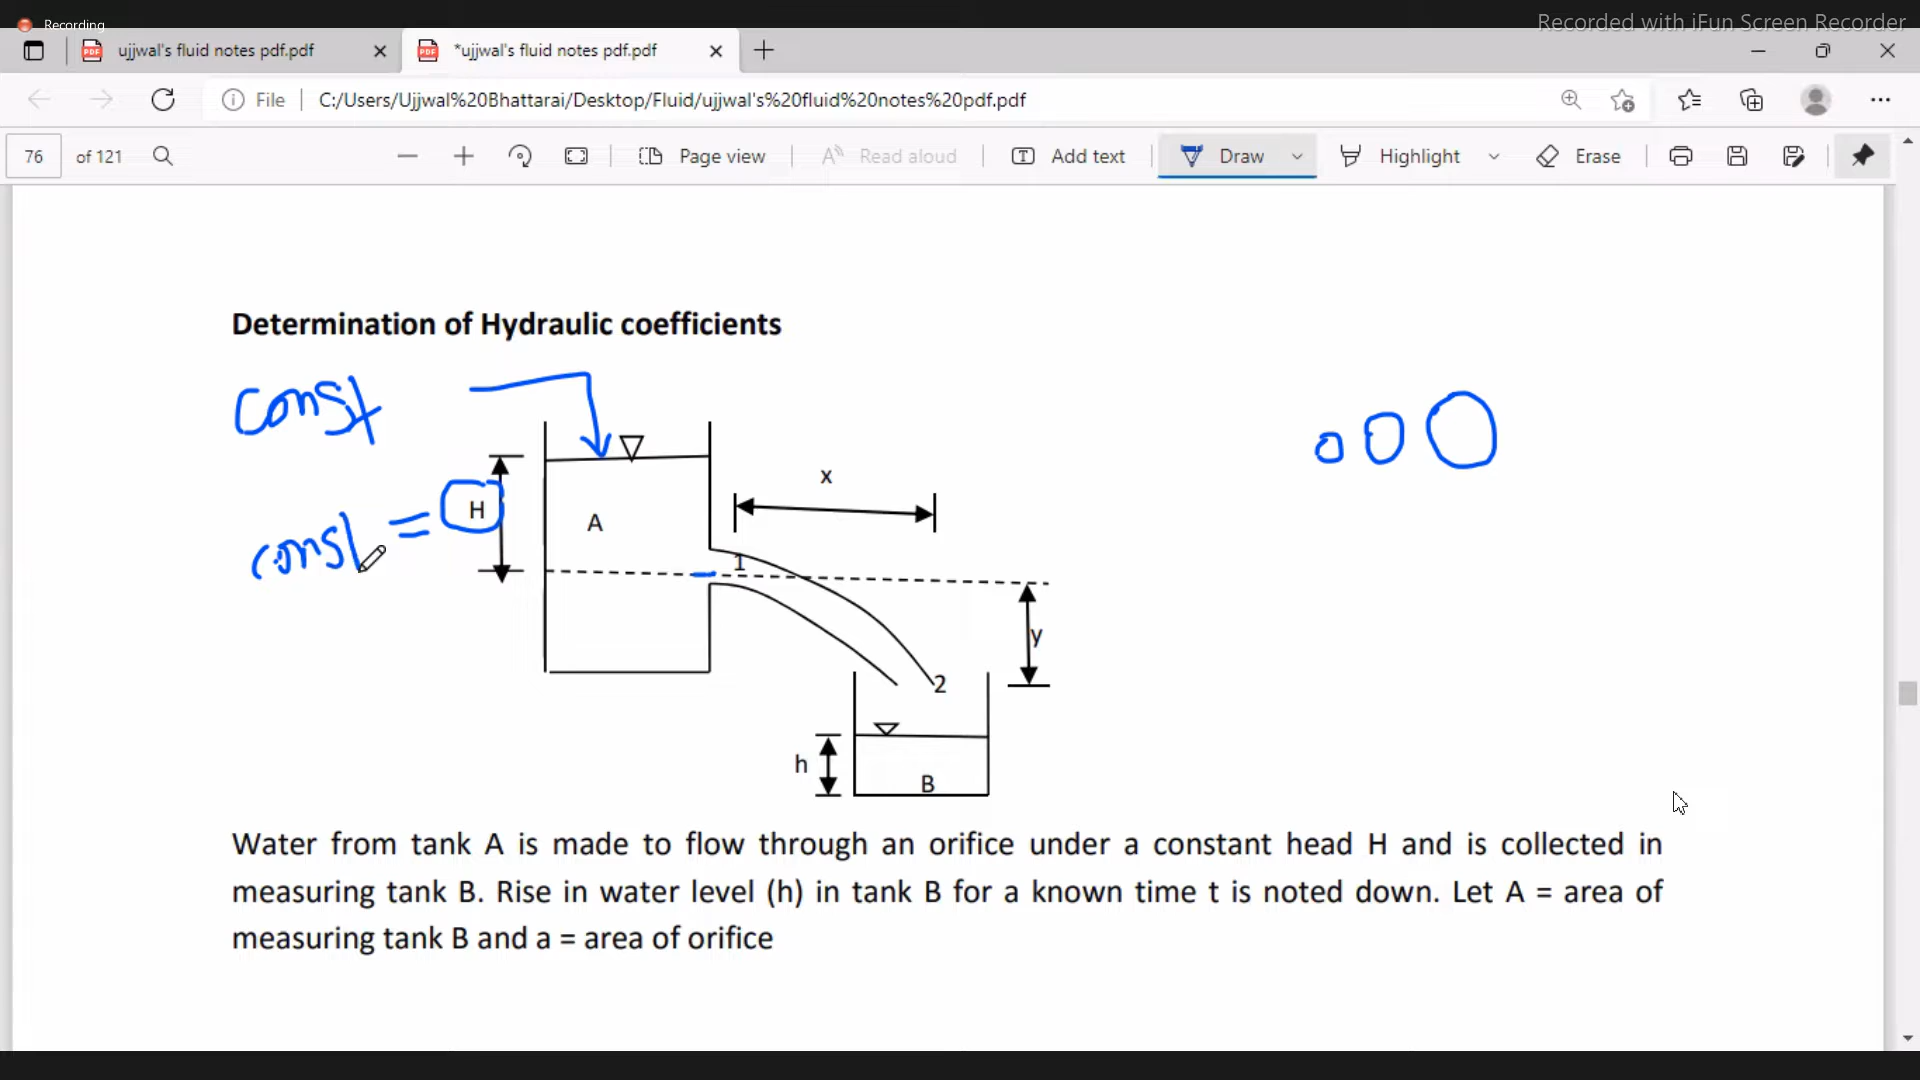 Recording
Recorded with iFun Screen Recorder
ujjwal's fluid notes pdf.pdf
*ujjwal's fluid notes pdf.pdf
File
C:/Users/Ujjwal%20Bhattarai/Desktop/Fluid/ujjwal's%20fluid%20notes%20pdf.pdf
76 of 121
Page view
Read aloud
Add text
Draw
Highlight
Erase
Determination of Hydraulic coefficients
const
x
const = H
A
1
y
2
h
B
Water from tank A is made to flow through an orifice under a constant head H and is collected in
measuring tank B. Rise in water level (h) in tank B for a known time t is noted down. Let A = area of
measuring tank B and a = area of orifice